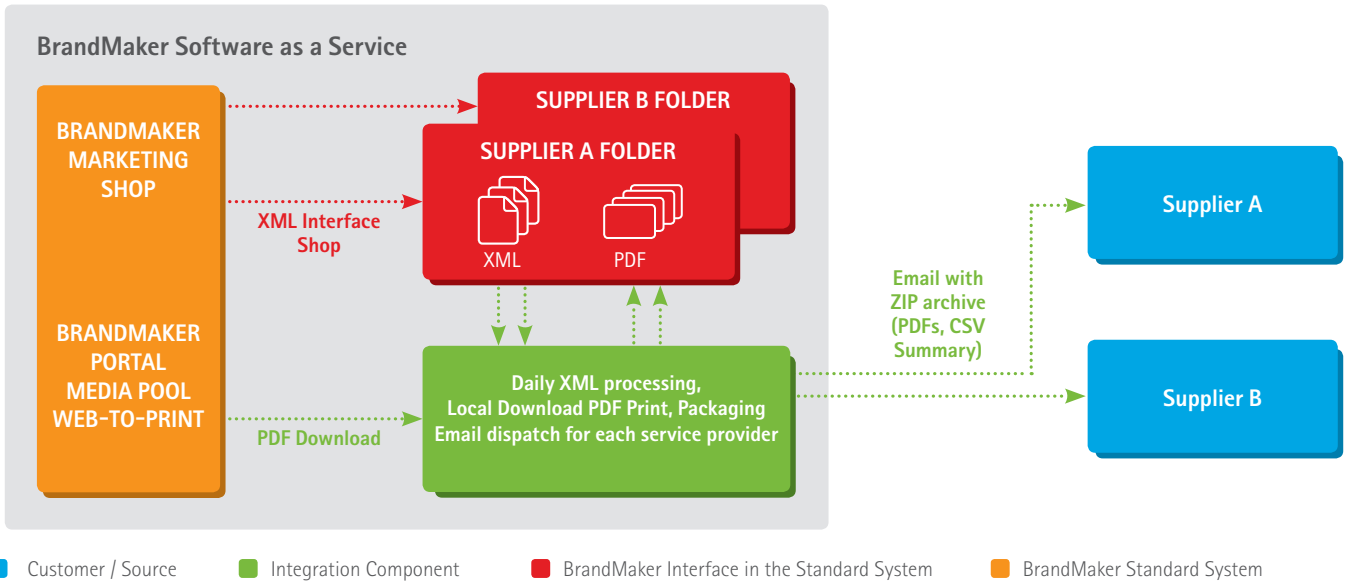 BrandMaker Software as a Service
BRANDMAKER
MARKETING
SHOP
BRANDMAKER
PORTAL
MEDIA POOL
WEB-TO-PRINT
XML Interface
Shop
PDF Download
SUPPLIER B FOLDER
SUPPLIER A FOLDER
XML
PDF
Daily XML processing,
Local Download PDF Print, Packaging
Email dispatch for each service provider
Email with
ZIP archive
(PDFs, CSV
Summary)
Supplier A
Supplier B
Customer / Source
Integration Component
BrandMaker Interface in the Standard System
BrandMaker Standard System